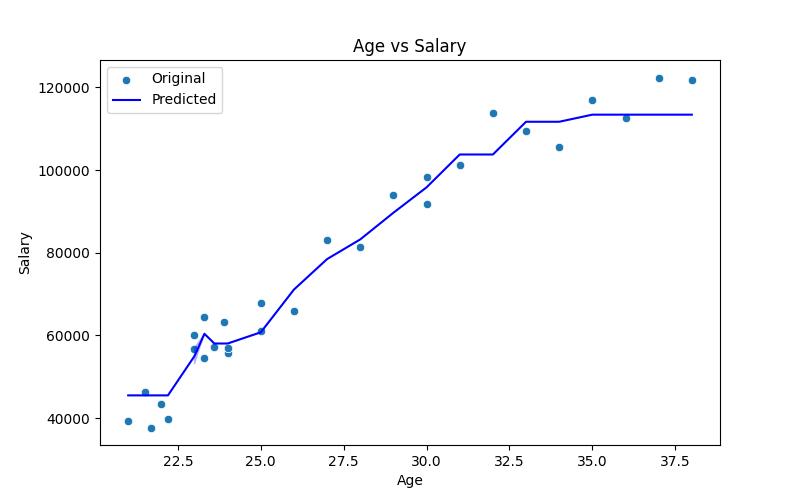 Age vs Salary
Original
Predicted
120000
100000
80000
60000
40000
Salary
22.5 25.0 27.5 30.0 32.5 35.0 37.5
Age